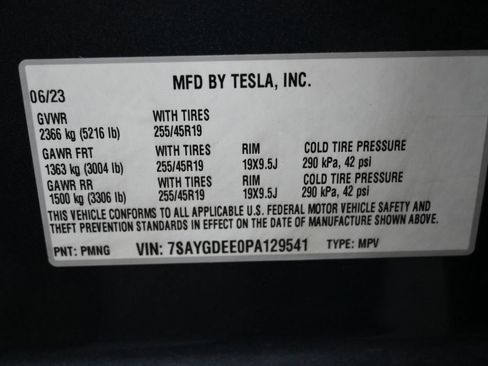 MFD BY TESLA, INC.
06/23
GVWR WITH TIRES
2366 kg (5216 lb) 255/45R19
GAWR FRT WITH TIRES RIM COLD TIRE PRESSURE
1363 kg (3004 lb) 255/45R19 19X9.5J 290 kPa, 42 psi
GAWR RR WITH TIRES RIM COLD TIRE PRESSURE
1500 kg (3306 lb) 255/45R19 19X9.5J 290 kPa, 42 psi
THIS VEHICLE CONFORMS TO ALL APPLICABLE U.S. FEDERAL MOTOR VEHICLE SAFETY AND
THEFT PREVENTION STANDARDS IN EFFECT ON THE DATE OF MANUFACTURE SHOWN ABOVE.
PNT: PMNG VIN: 7SAYGDEE0PA129541 TYPE: MPV